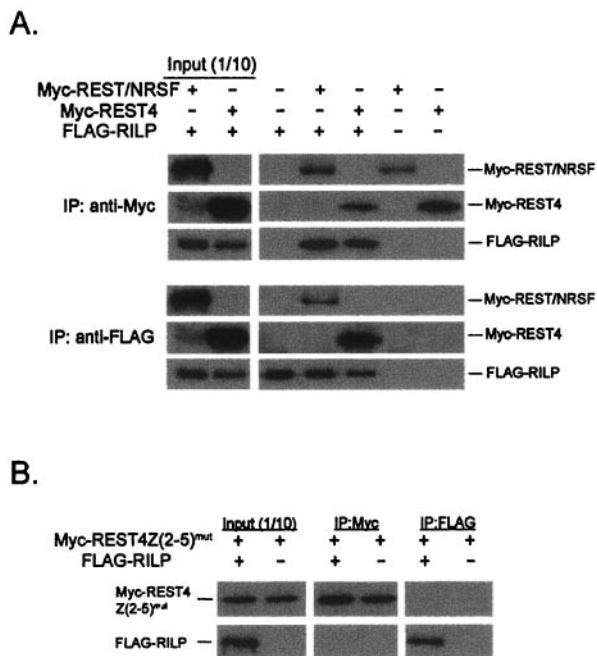 A.
Input (1/10)
Myc-REST/NRSF + - - + - + -
Myc-REST4 - + - - + - +
FLAG-RILP + + + + + - -
Myc-REST/NRSF
IP: anti-Myc
Myc-REST4
FLAG-RILP
Myc-REST/NRSF
IP: anti-FLAG
Myc-REST4
FLAG-RILP
B.
Input (1/10) IP:Myc IP:FLAG
Myc-REST4Z(2-5)mut + + + + + +
FLAG-RILP + - + - + -
Myc-REST4
Z(2-5)mut
FLAG-RILP